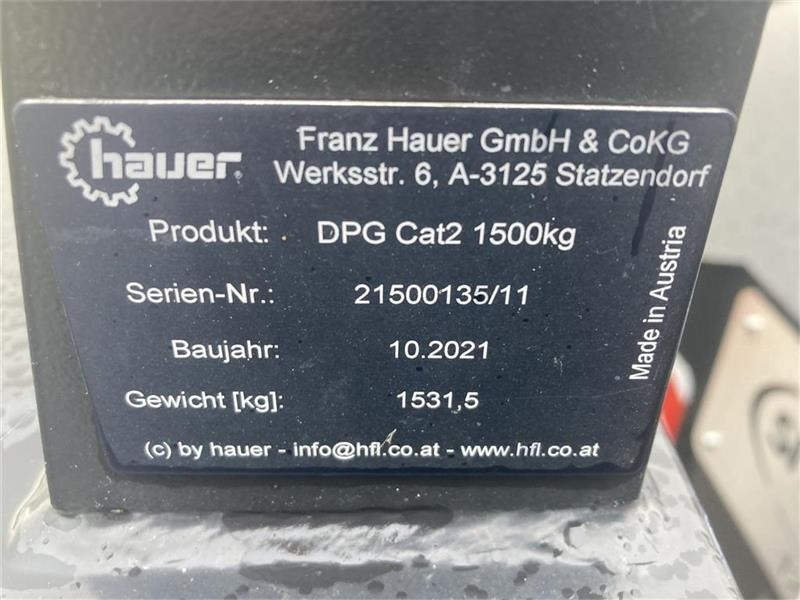 hauer®
Franz Hauer GmbH & CoKG
Werksstr. 6, A-3125 Statzendorf
Produkt: DPG Cat2 1500kg
Serien-Nr.: 21500135/11
Baujahr: 10.2021
Gewicht [kg]: 1531,5
Made in Austria
(c) by hauer - info@hfl.co.at - www.hfl.co.at